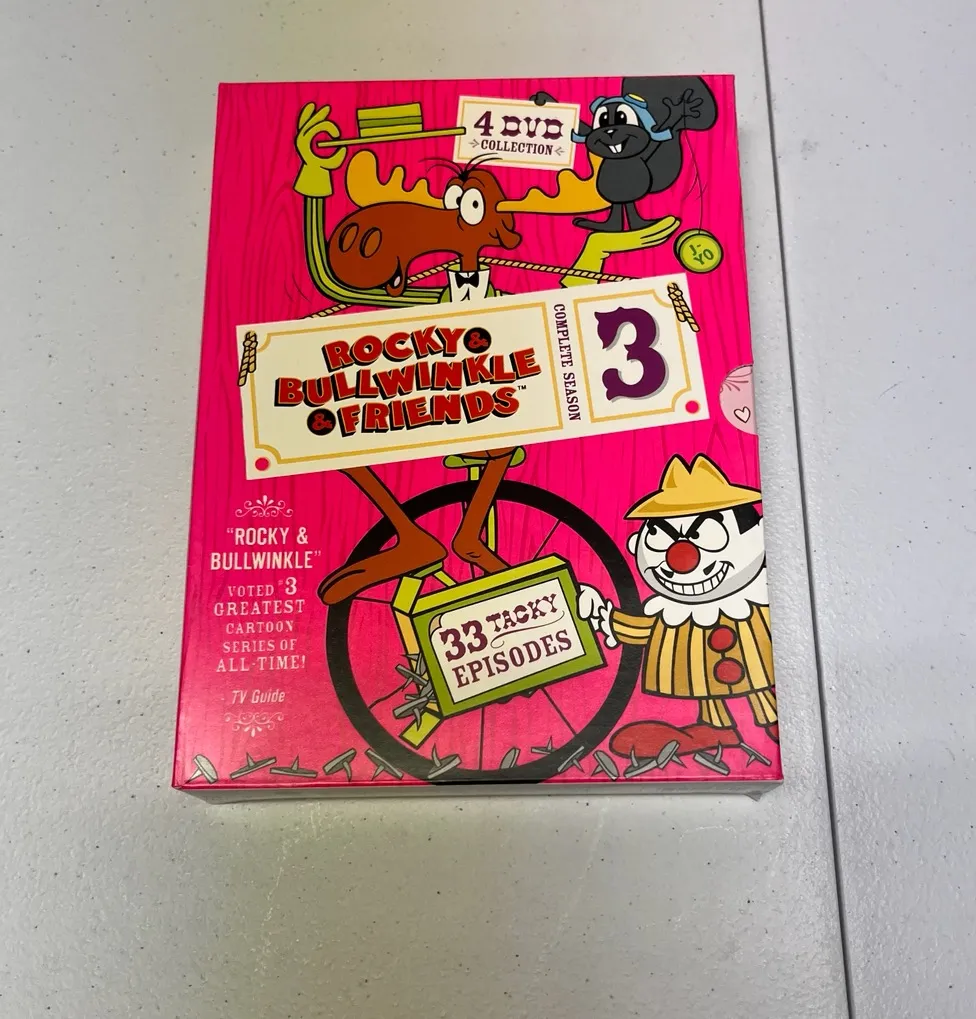 4 DVD
COLLECTION
J-
YO
ROCKY &
BULLWINKLE
& FRIENDS™
COMPLETE SEASON
3
"ROCKY &
BULLWINKLE"
VOTED #3
GREATEST
CARTOON
SERIES OF
ALL-TIME!
- TV Guide
33 TACKY
EPISODES